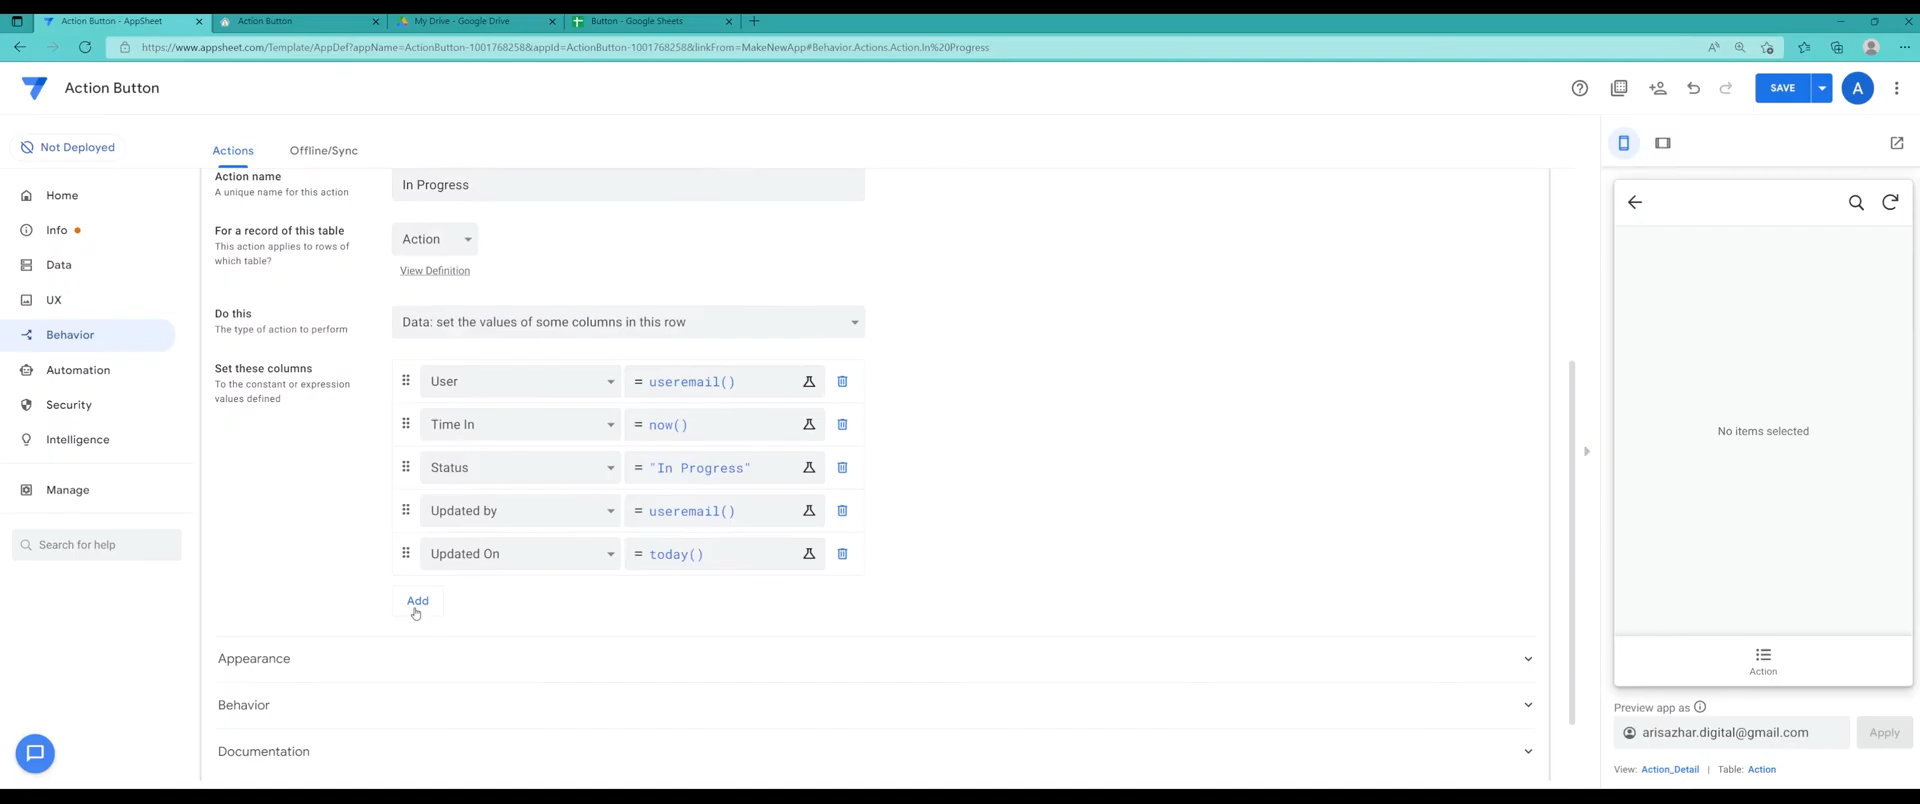 Action Button - AppSheet
Action Button
My Drive - Google Drive
Button - Google Sheets
https://www.appsheet.com/Template/AppDef?appName=ActionButton-1001768258&appId=ActionButton-1001768258&linkFrom=MakeNewApp#Behavior.Actions.Action.In%20Progress
Action Button
SAVE
A
Not Deployed
Actions
Offline/Sync
Home
Info
Data
UX
Behavior
Automation
Security
Intelligence
Manage
Search for help
Action name
A unique name for this action
In Progress
For a record of this table
This action applies to rows of
which table?
Action
View Definition
Do this
The type of action to perform
Data: set the values of some columns in this row
Set these columns
To the constant or expression
values defined
User
= useremail()
Time In
= now()
Status
= "In Progress"
Updated by
= useremail()
Updated On
= today()
Add
Appearance
Behavior
Documentation
No items selected
Action
Preview app as
arisazhar.digital@gmail.com
Apply
View: Action_Detail | Table: Action